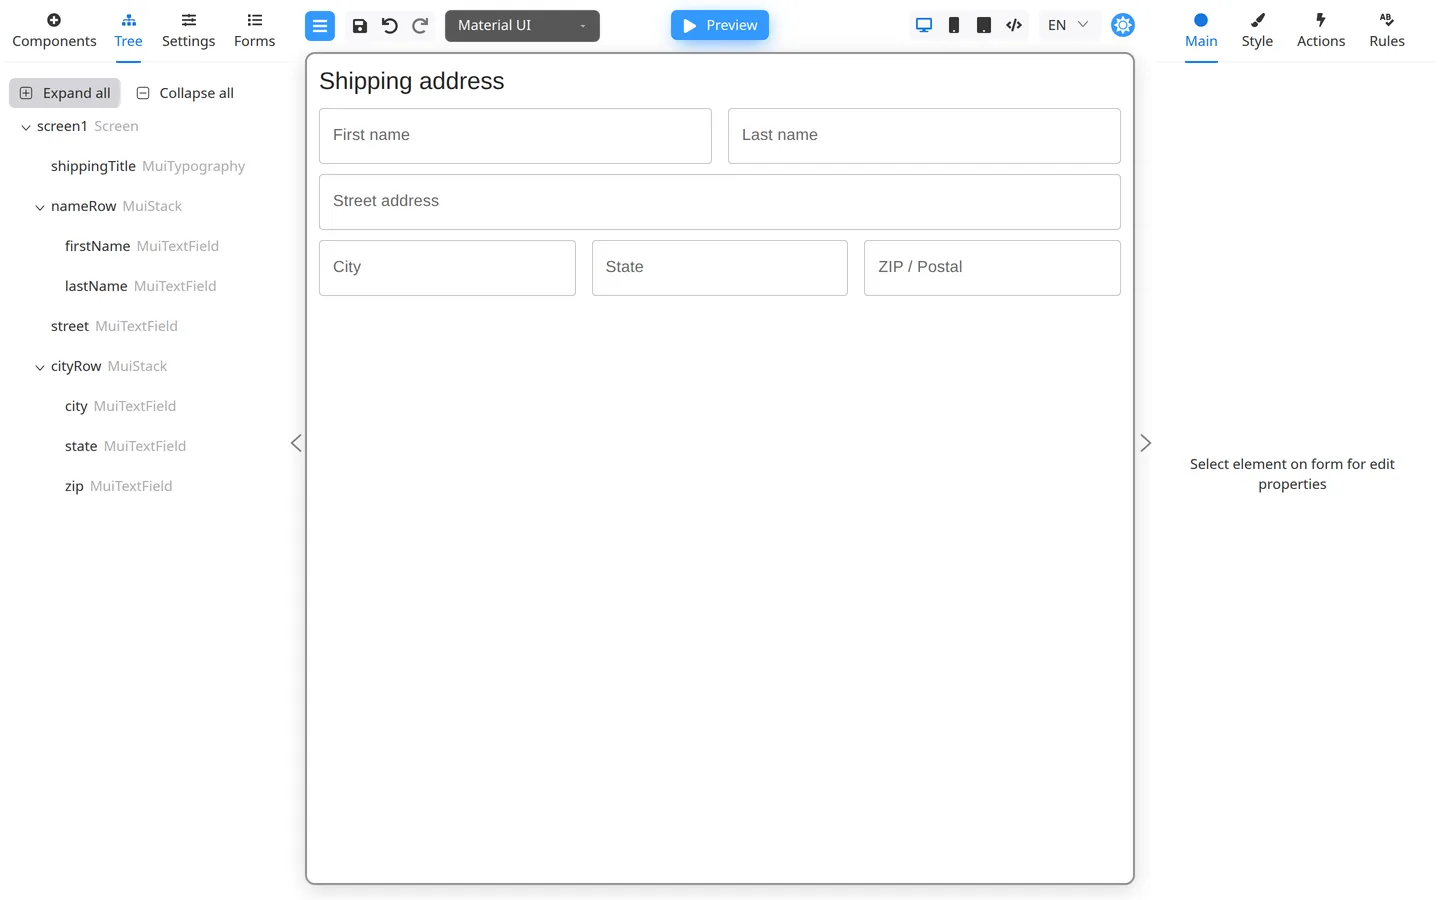 Components
Tree
Settings
Forms
Material UI
Preview
EN
Main
Style
Actions
AB
Rules
Expand all
Collapse all
screen1 Screen
shippingTitle MuiTypography
nameRow MuiStack
firstName MuiTextField
lastName MuiTextField
street MuiTextField
cityRow MuiStack
city MuiTextField
state MuiTextField
zip MuiTextField
Shipping address
First name
Last name
Street address
City
State
ZIP / Postal
Select element on form for edit
properties